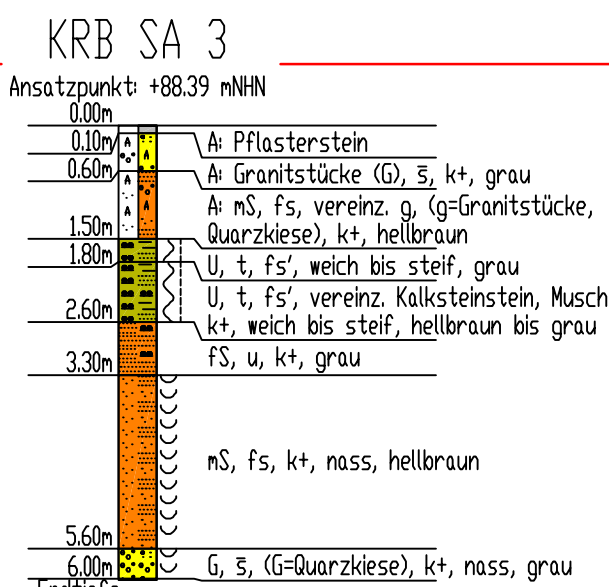 KRB SA 3
Ansatzpunkt: +88.39 mNHN
0.00m
0.10m A: Pflasterstein
0.60m A: Granitstücke (G), s̅, k+, grau
A: mS, fs, vereinz. g, (g=Granitstücke,
1.50m Quarzkiese), k+, hellbraun
1.80m U, t, fs', weich bis steif, grau
U, t, fs', vereinz. Kalksteinstein, Musch
2.60m k+, weich bis steif, hellbraun bis grau
3.30m fS, u, k+, grau
mS, fs, k+, nass, hellbraun
5.60m
6.00m G, s̅, (G=Quarzkiese), k+, nass, grau